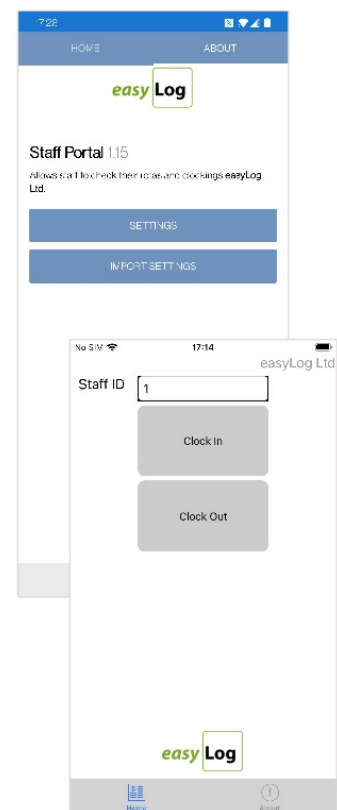 17:28
HOME ABOUT
easy Log
Staff Portal 1.15
Allows staff to check their rotas and clockings easyLog
Ltd.
SETTINGS
IMPORT SETTINGS
No SIM 17:14
easyLog Ltd
Staff ID 1
Clock In
Clock Out
easy Log
Home About